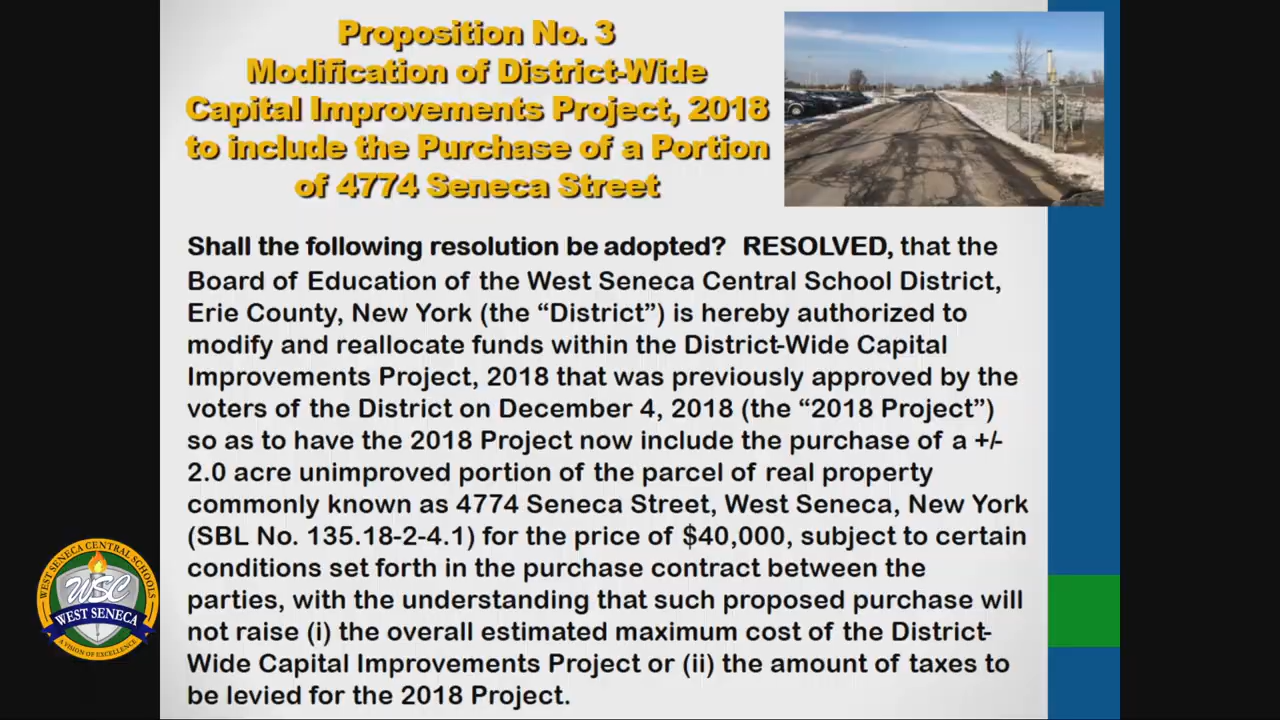 Proposition No. 3
Modification of District-Wide
Capital Improvements Project, 2018
to include the Purchase of a Portion
of 4774 Seneca Street
Shall the following resolution be adopted?  RESOLVED, that the
Board of Education of the West Seneca Central School District,
Erie County, New York (the “District”) is hereby authorized to
modify and reallocate funds within the District-Wide Capital
Improvements Project, 2018 that was previously approved by the
voters of the District on December 4, 2018 (the “2018 Project”)
so as to have the 2018 Project now include the purchase of a +/-
2.0 acre unimproved portion of the parcel of real property
commonly known as 4774 Seneca Street, West Seneca, New York
(SBL No. 135.18-2-4.1) for the price of $40,000, subject to certain
conditions set forth in the purchase contract between the
parties, with the understanding that such proposed purchase will
not raise (i) the overall estimated maximum cost of the District-
Wide Capital Improvements Project or (ii) the amount of taxes to
be levied for the 2018 Project.
WEST SENECA CENTRAL SCHOOLS
WSC
WEST SENECA
A VISION OF EXCELLENCE